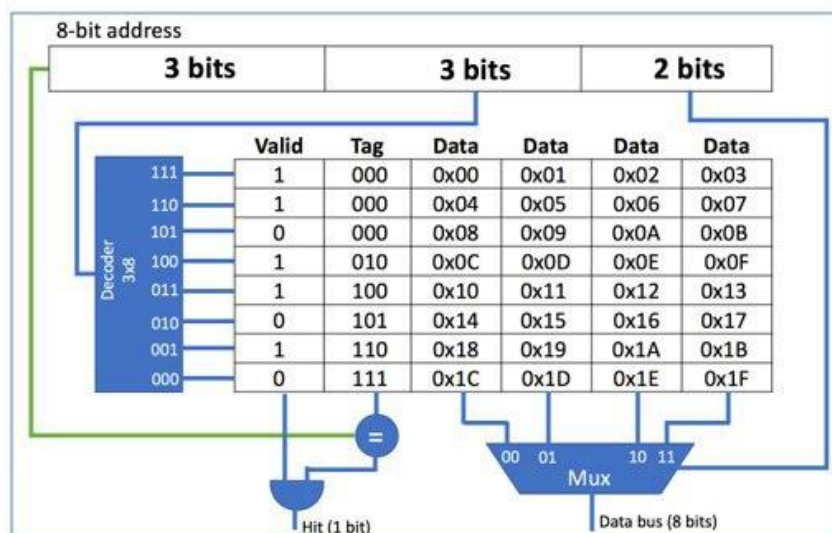 8-bit address
3 bits 3 bits 2 bits
Valid Tag Data Data Data Data
Decoder
3x8
111 1 000 0x00 0x01 0x02 0x03
110 1 000 0x04 0x05 0x06 0x07
101 0 000 0x08 0x09 0x0A 0x0B
100 1 010 0x0C 0x0D 0x0E 0x0F
011 1 100 0x10 0x11 0x12 0x13
010 0 101 0x14 0x15 0x16 0x17
001 1 110 0x18 0x19 0x1A 0x1B
000 0 111 0x1C 0x1D 0x1E 0x1F
=
00 01 10 11
Mux
Hit (1 bit)
Data bus (8 bits)